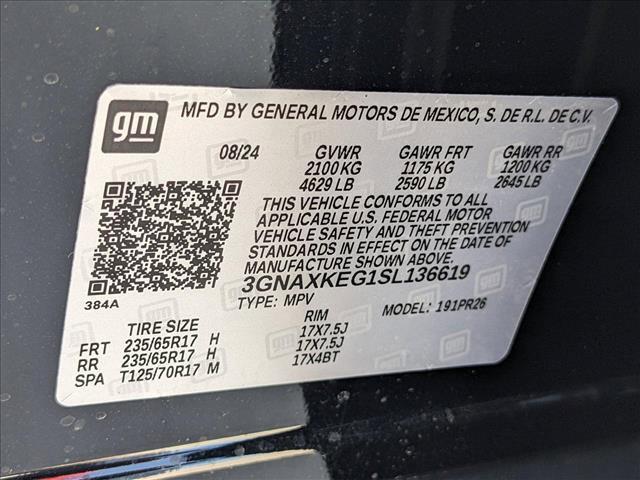 gm
MFD BY GENERAL MOTORS DE MEXICO, S. DE R.L. DE C.V.
08/24 GVWR GAWR FRT GAWR RR
2100 KG 1175 KG 1200 KG
4629 LB 2590 LB 2645 LB
THIS VEHICLE CONFORMS TO ALL
APPLICABLE U.S. FEDERAL MOTOR
VEHICLE SAFETY AND THEFT PREVENTION
STANDARDS IN EFFECT ON THE DATE OF
MANUFACTURE SHOWN ABOVE.
3GNAXKEG1SL136619
384A
TYPE: MPV MODEL: 191PR26
TIRE SIZE RIM
FRT 235/65R17 H 17X7.5J
RR 235/65R17 H 17X7.5J
SPA T125/70R17 M 17X4BT